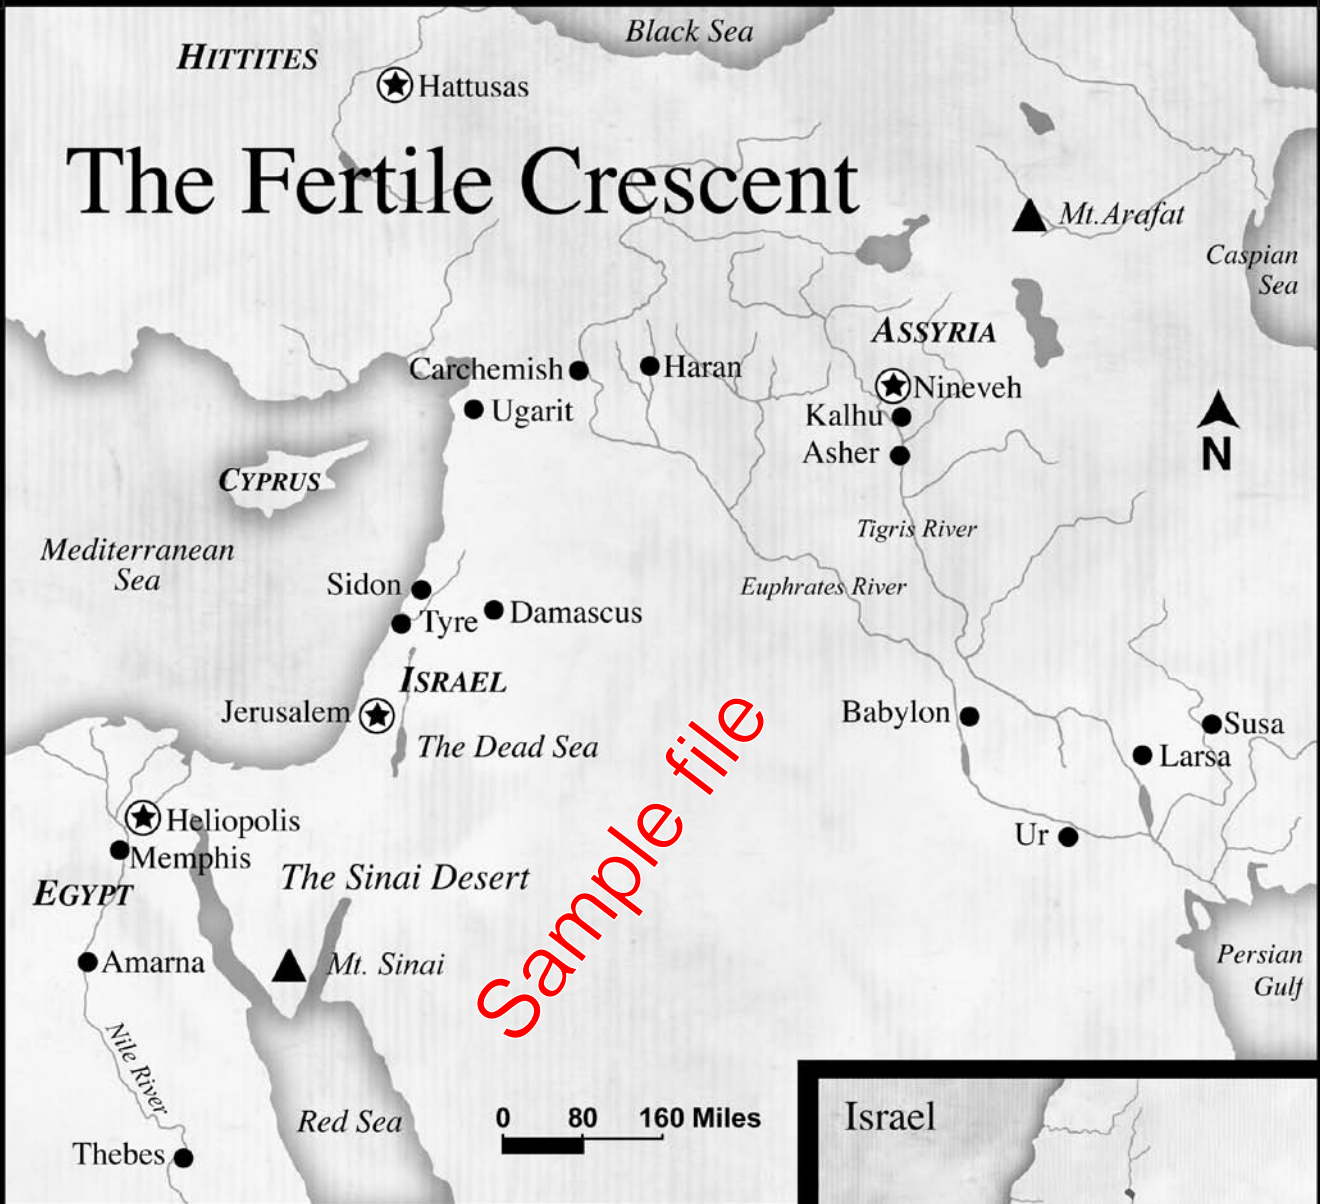 Black Sea
HITTITES
Hattusas
The Fertile Crescent
Mt. Arafat
Caspian
Sea
ASSYRIA
Carchemish
Haran
Nineveh
Ugarit
Kalhu
Asher
N
CYPRUS
Tigris River
Mediterranean
Sea
Sidon
Euphrates River
Tyre
Damascus
ISRAEL
Jerusalem
Babylon
Susa
The Dead Sea
Larsa
Heliopolis
Ur
Memphis
The Sinai Desert
EGYPT
Sample file
Amarna
Mt. Sinai
Persian
Gulf
Nile River
Red Sea
0 80 160 Miles
Israel
Thebes